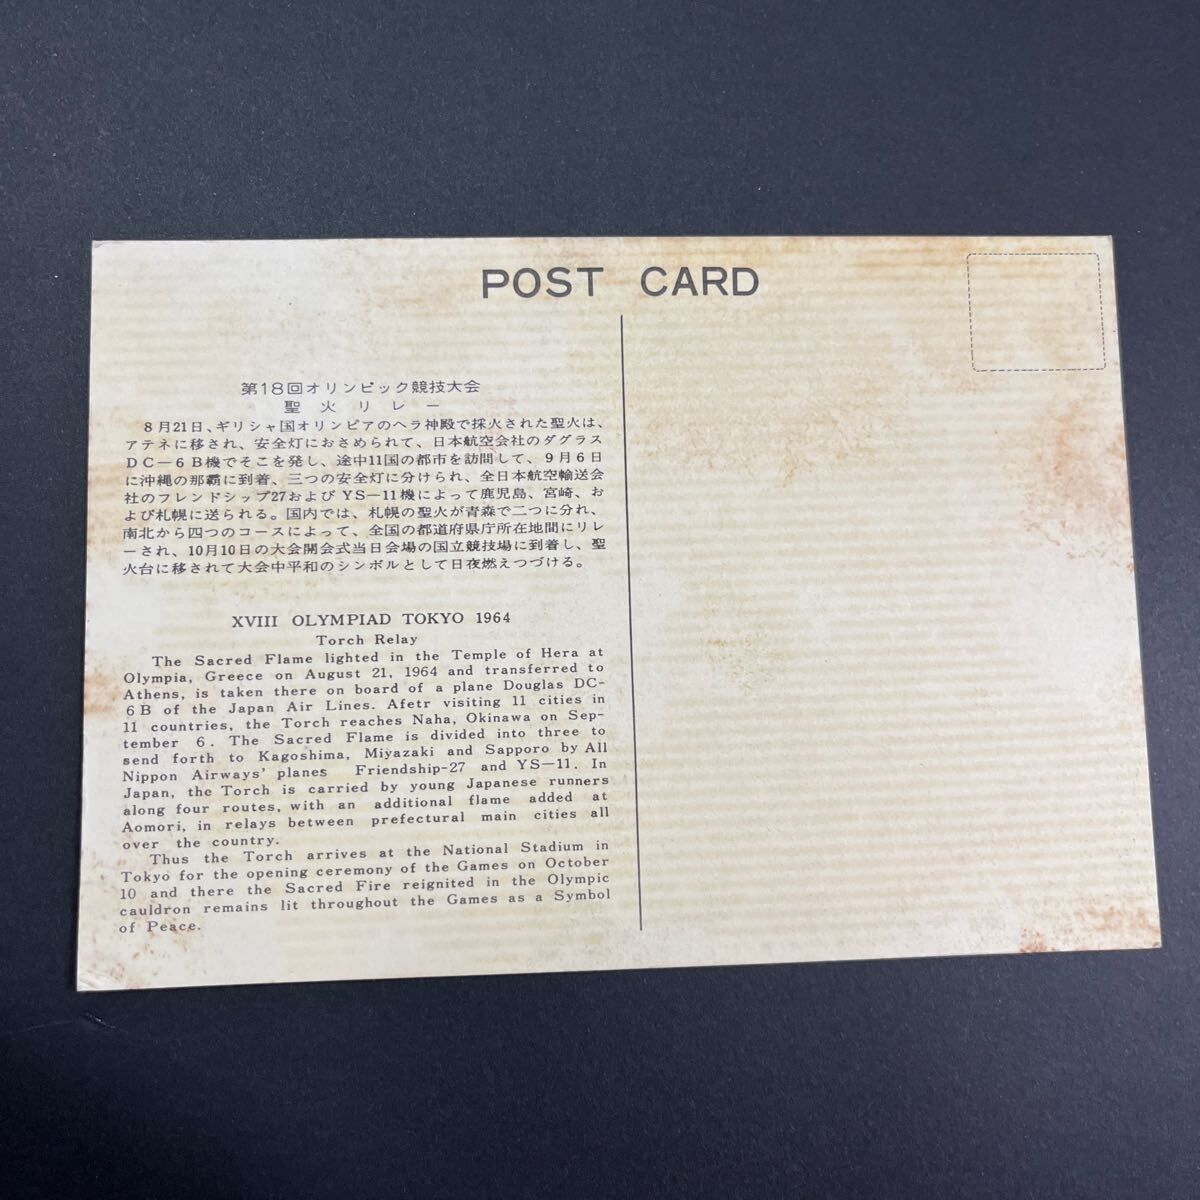 POST CARD
第18回オリンピック競技大会
聖火リレー
8月21日、ギリシャ国オリンピアのヘラ神殿で採火された聖火は、
アテネに移され、安全灯におさめられて、日本航空会社のダグラス
DC—6B機でそこを発し、途中11国の都市を訪問して、9月6日
に沖縄の那覇に到着、三つの安全灯に分けられ、全日本航空輸送会
社のフレンドシップ27および YS—11機によって鹿児島、宮崎、お
よび札幌に送られる。国内では、札幌の聖火が青森で二つに分れ、
南北から四つのコースによって、全国の都道府県庁所在地間にリレ
ーされ、10月10日の大会開会式当日会場の国立競技場に到着し、聖
火台に移されて大会中平和のシンボルとして日夜燃えつづける。
XVIII OLYMPIAD TOKYO 1964
Torch Relay
The Sacred Flame lighted in the Temple of Hera at
Olympia, Greece on August 21, 1964 and transferred to
Athens, is taken there on board of a plane Douglas DC-
6B of the Japan Air Lines. Afetr visiting 11 cities in
11 countries, the Torch reaches Naha, Okinawa on Sep-
tember 6. The Sacred Flame is divided into three to
send forth to Kagoshima, Miyazaki and Sapporo by All
Nippon Airways' planes Friendship-27 and YS—11. In
Japan, the Torch is carried by young Japanese runners
along four routes, with an additional flame added at
Aomori, in relays between prefectural main cities all
over the country.
Thus the Torch arrives at the National Stadium in
Tokyo for the opening ceremony of the Games on October
10 and there the Sacred Fire reignited in the Olympic
cauldron remains lit throughout the Games as a Symbol
of Peace.